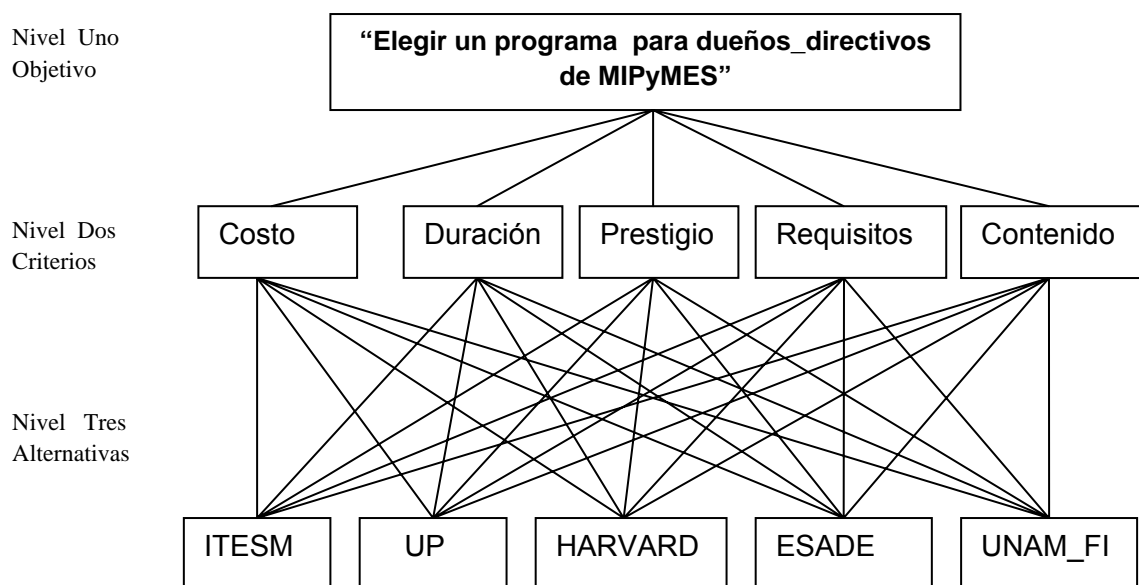 Nivel Uno
Objetivo
“Elegir un programa para dueños_directivos
de MIPyMES”
Nivel Dos
Criterios
Costo
Duración
Prestigio
Requisitos
Contenido
Nivel Tres
Alternativas
ITESM
UP
HARVARD
ESADE
UNAM_FI